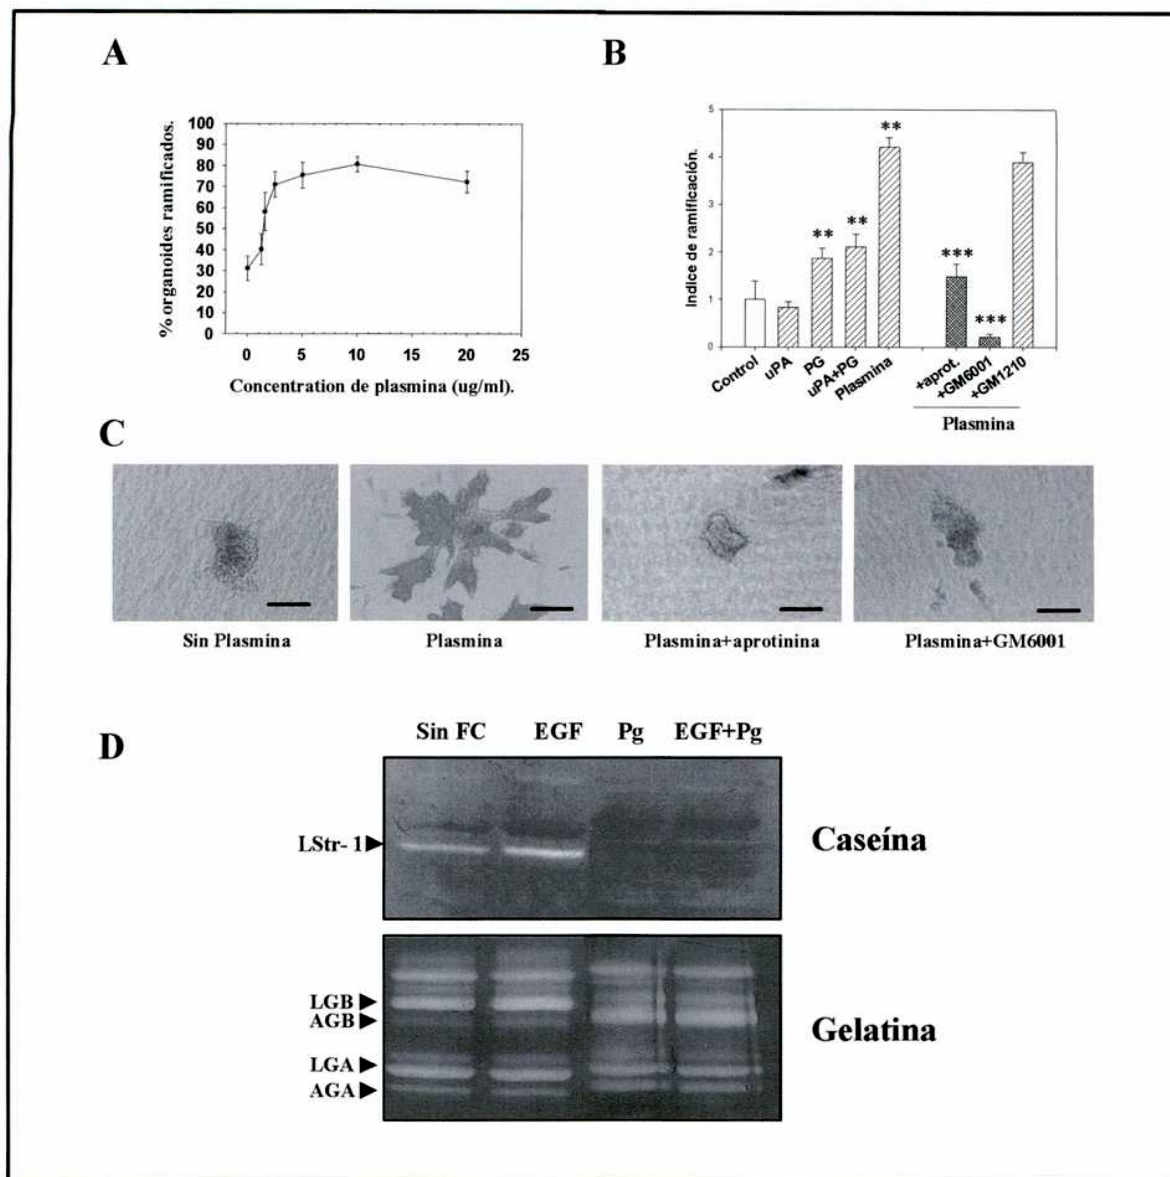 A
% organoides ramificados.
100
90
80
70
60
50
40
30
20
10
0
0 5 10 15 20 25
Concentration de plasmina (ug/ml).
B
Indice de ramificación.
5
4
3
2
1
0
** ** ** *** ***
Control uPA PG uPA+PG Plasmina +aprot. +GM6001 +GM1210
Plasmina
C
Sin Plasmina Plasmina Plasmina+aprotinina Plasmina+GM6001
D
Sin FC EGF Pg EGF+Pg
LStr- 1
Caseína
LGB
AGB
LGA
AGA
Gelatina